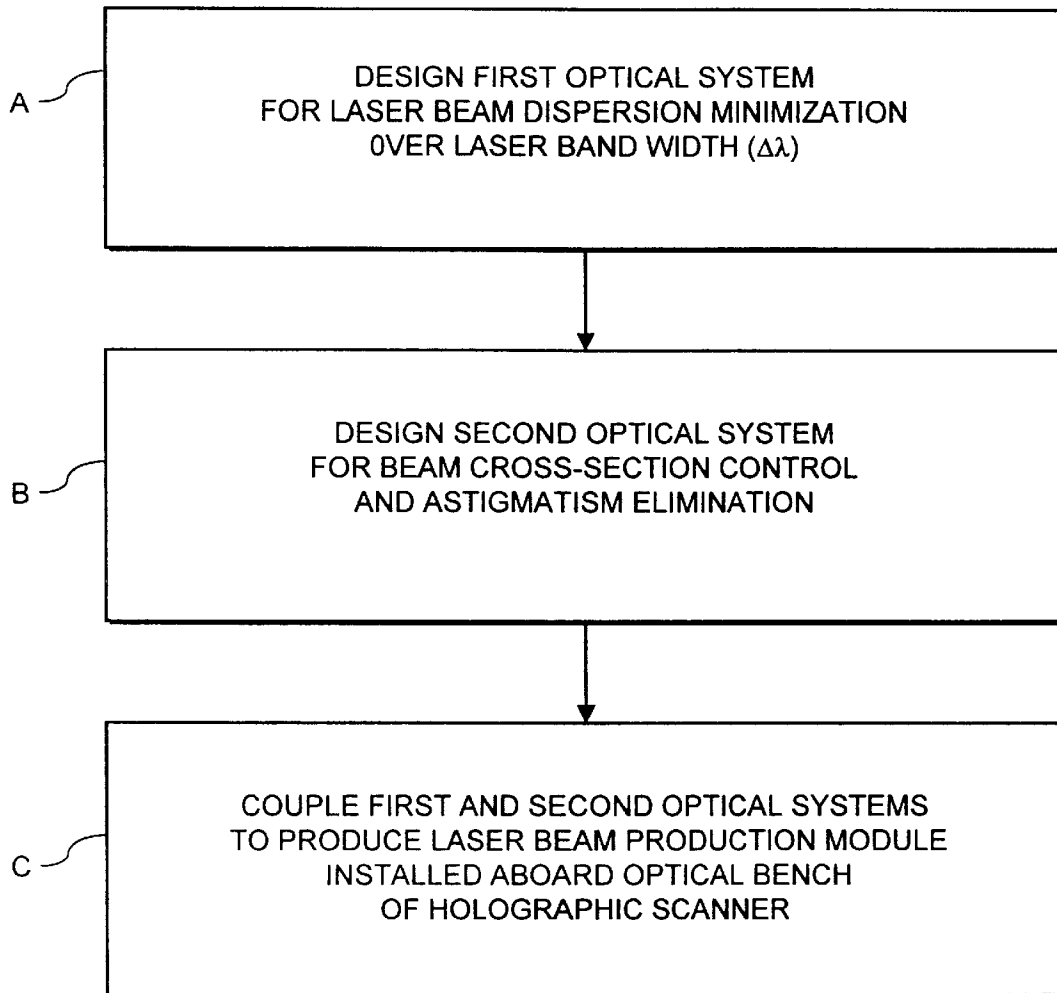 A
DESIGN FIRST OPTICAL SYSTEM
FOR LASER BEAM DISPERSION MINIMIZATION
0VER LASER BAND WIDTH (Δλ)
B
DESIGN SECOND OPTICAL SYSTEM
FOR BEAM CROSS-SECTION CONTROL
AND ASTIGMATISM ELIMINATION
C
COUPLE FIRST AND SECOND OPTICAL SYSTEMS
TO PRODUCE LASER BEAM PRODUCTION MODULE
INSTALLED ABOARD OPTICAL BENCH
OF HOLOGRAPHIC SCANNER